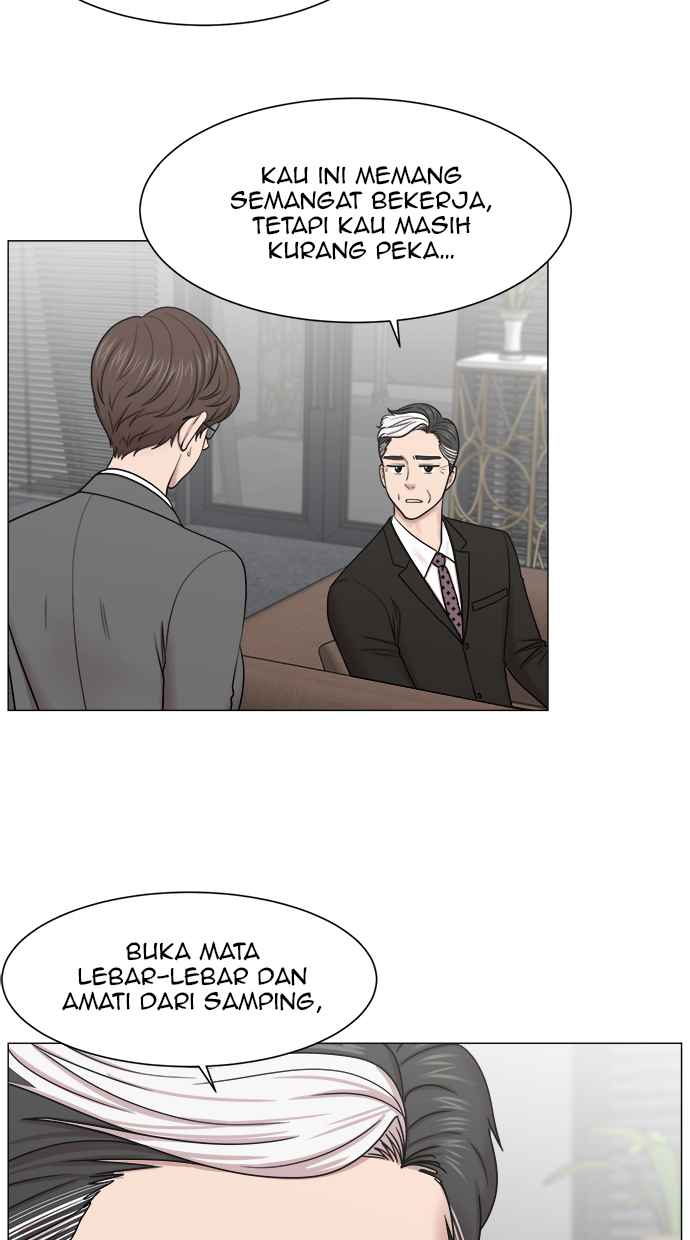 KAU INI MEMANG
SEMANGAT BEKERJA,
TETAPI KAU MASIH
KURANG PEKA...
BUKA MATA
LEBAR-LEBAR DAN
AMATI DARI SAMPING,